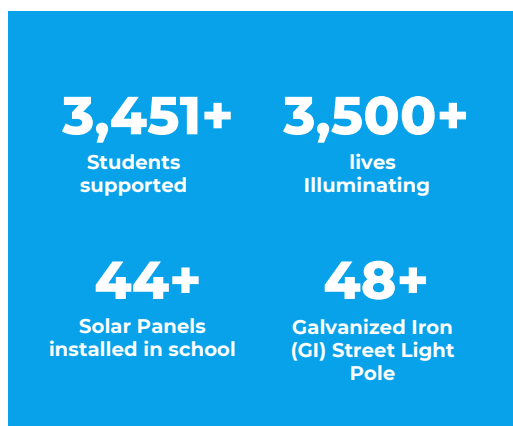 3,451+
Students
supported
3,500+
lives
Illuminating
44+
Solar Panels
installed in school
48+
Galvanized Iron
(GI) Street Light
Pole